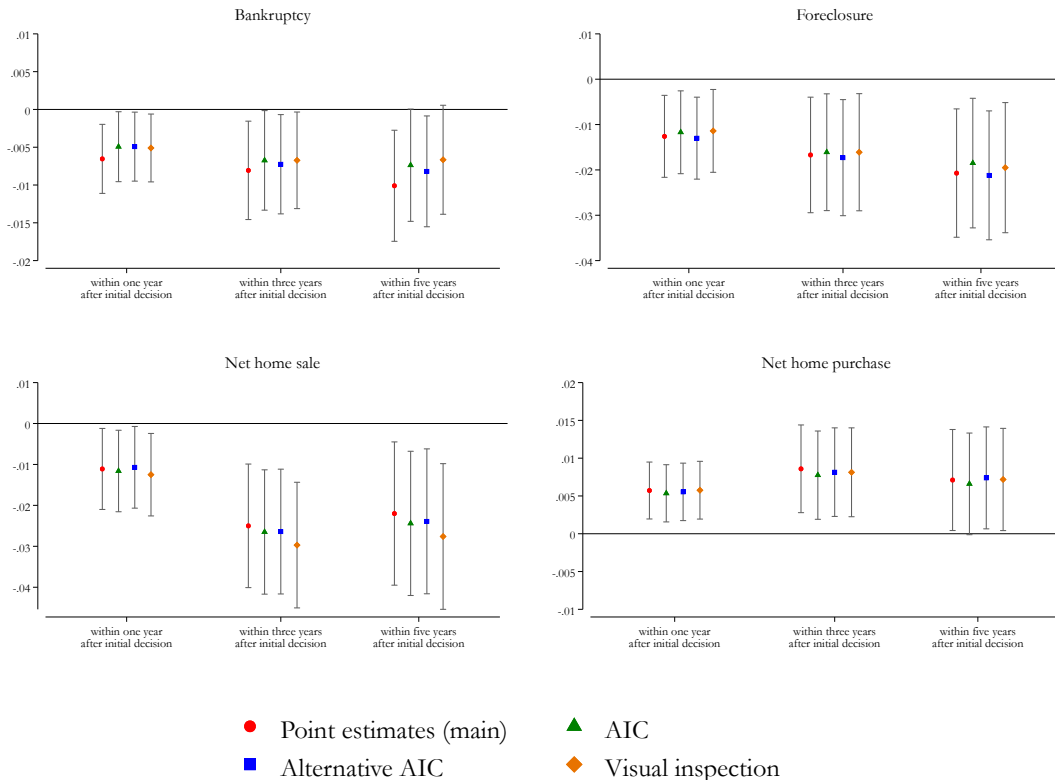 Bankruptcy
.01
.005
0
-.005
-.01
-.015
-.02
within one year
after initial decision
within three years
after initial decision
within five years
after initial decision
Foreclosure
.01
0
-.01
-.02
-.03
-.04
within one year
after initial decision
within three years
after initial decision
within five years
after initial decision
Net home sale
.01
0
-.01
-.02
-.03
-.04
within one year
after initial decision
within three years
after initial decision
within five years
after initial decision
Net home purchase
.02
.015
.01
.005
0
-.005
-.01
within one year
after initial decision
within three years
after initial decision
within five years
after initial decision
Point estimates (main)
AIC
Alternative AIC
Visual inspection